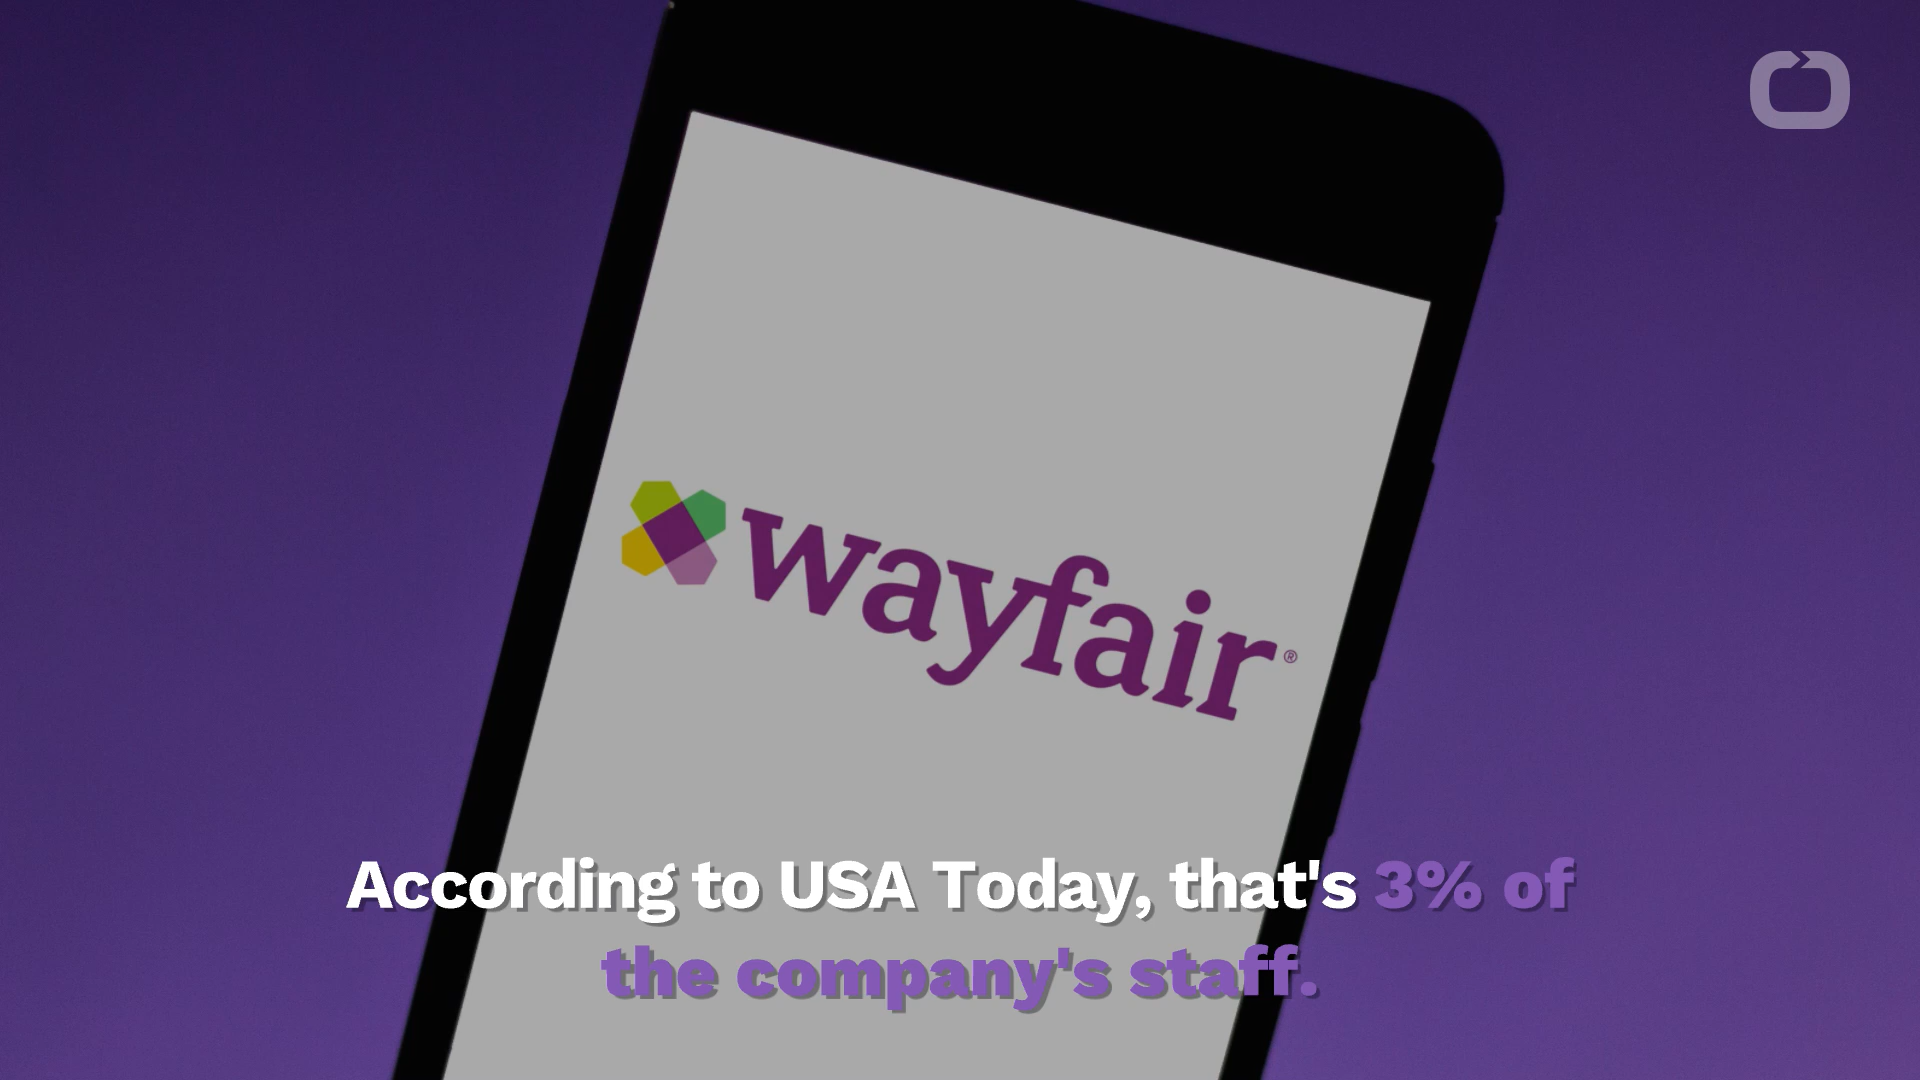 wayfair®
According to USA Today, that's 3% of
the company's staff.